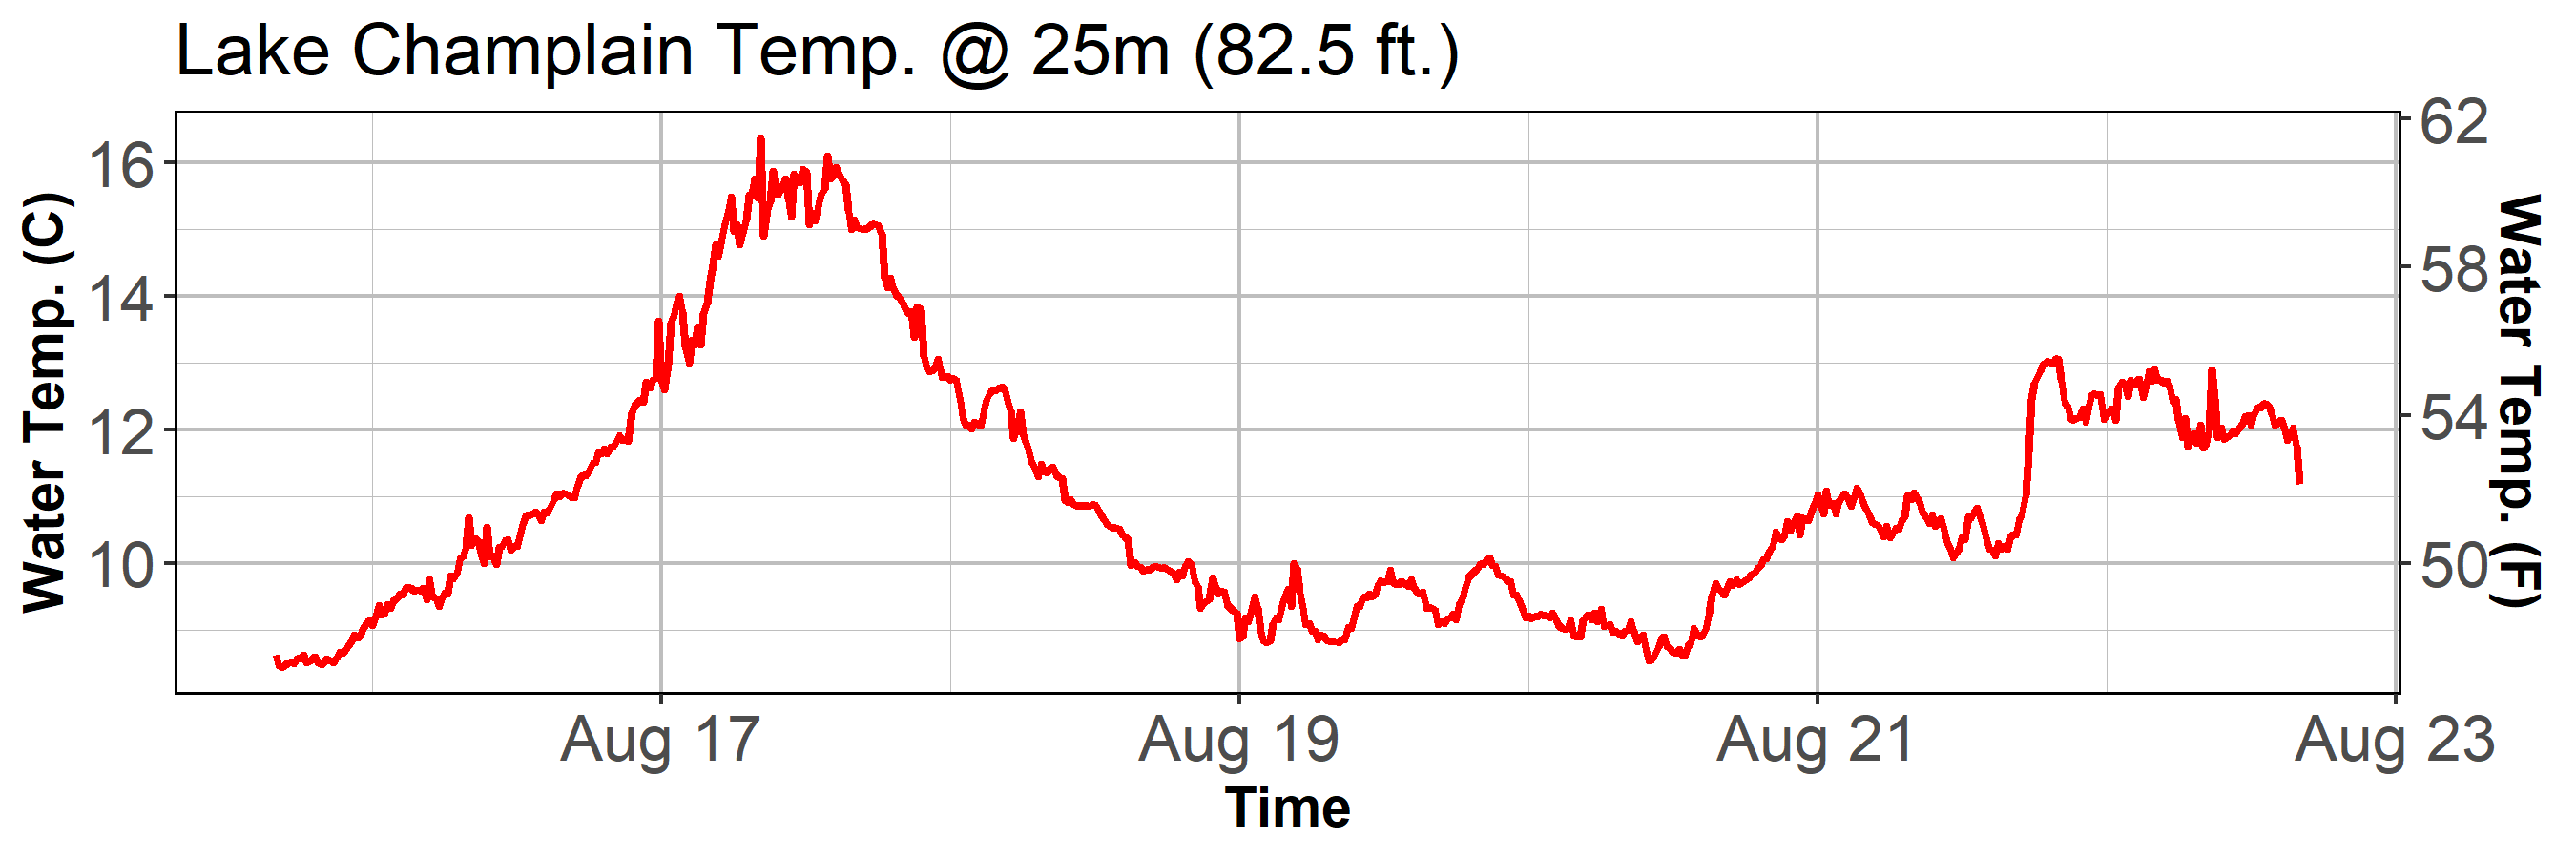 Lake Champlain Temp. @ 25m (82.5 ft.)
Water Temp. (C)
16
14
12
10
62
58
54
50
Water Temp. (F)
Aug 17
Aug 19
Aug 21
Aug 23
Time